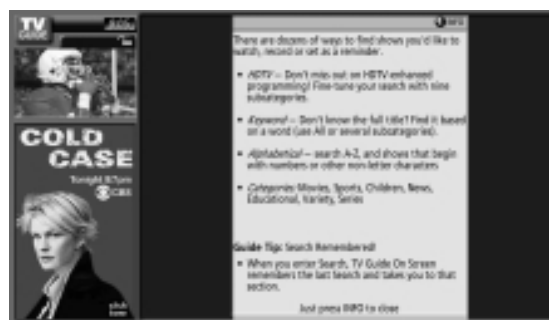 TV
GUIDE
INFO
There are dozens of ways to find shows you'd like to
watch, record or set as a reminder.
• HDTV – Don't miss out on HDTV enhanced
programming! Fine-tune your search with nine
subcategories.
• Keyword – Don't know the full title? Find it based
on a word (use All or several subcategories).
• Alphabetical – search A-Z, and shows that begin
with numbers or other non-letter characters
• Categories: Movies, Sports, Children, News,
Educational, Variety, Series
COLD
CASE
Tonight 8/7pm
CBS
click
here
Guide Tip: Search Remembered!
• When you enter Search, TV Guide On Screen
remembers the last Search and takes you to that
section.
Just press INFO to close